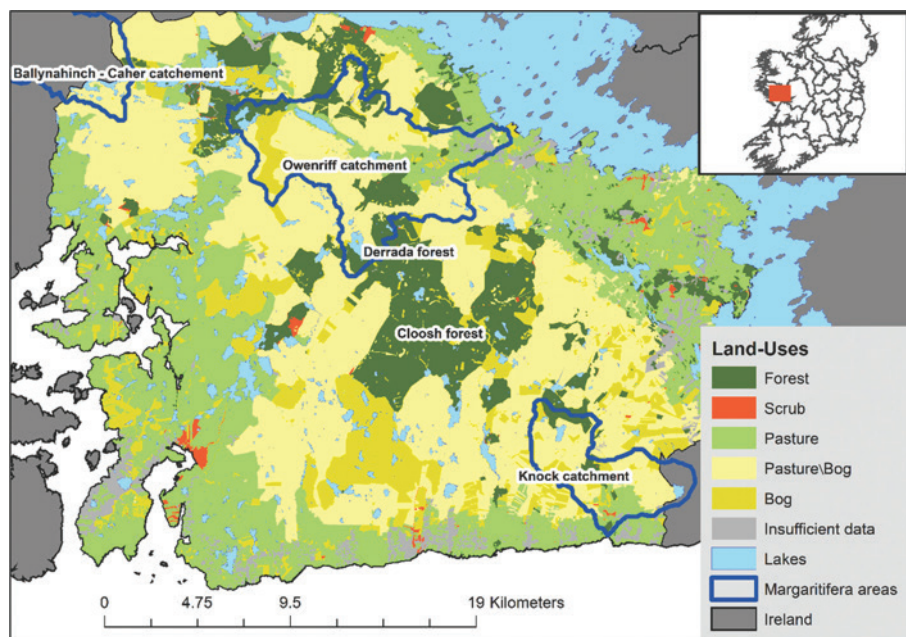 Ballynahinch - Caher catchement
Owenriff catchment
Derrada forest
Cloosh forest
Knock catchment
Land-Uses
Forest
Scrub
Pasture
Pasture\Bog
Bog
Insufficient data
Lakes
Margaritifera areas
Ireland
0 4.75 9.5 19 Kilometers